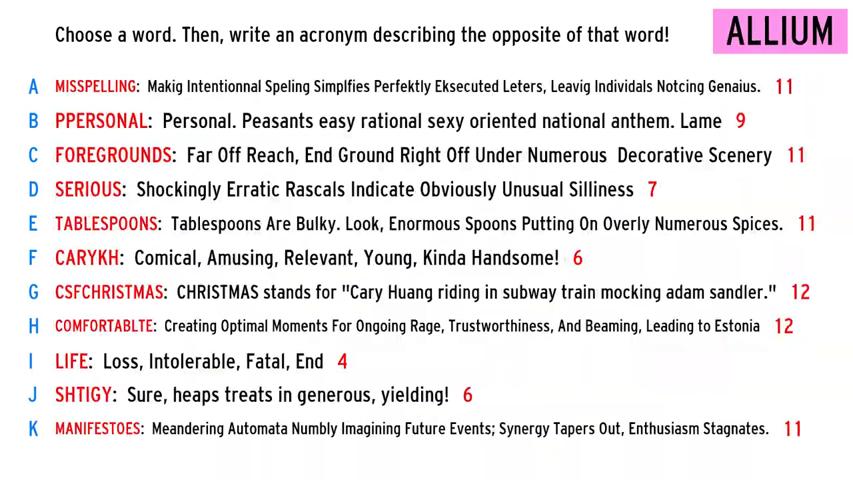 Choose a word. Then, write an acronym describing the opposite of that word!
ALLIUM
A MISSPELLING: Makig Intentionnal Speling Simplfies Perfektly Eksecuted Leters, Leavig Individals Notcing Genaius. 11
B PPERSONAL: Personal. Peasants easy rational sexy oriented national anthem. Lame 9
C FOREGROUNDS: Far Off Reach, End Ground Right Off Under Numerous Decorative Scenery 11
D SERIOUS: Shockingly Erratic Rascals Indicate Obviously Unusual Silliness 7
E TABLESPOONS: Tablespoons Are Bulky. Look, Enormous Spoons Putting On Overly Numerous Spices. 11
F CARYKH: Comical, Amusing, Relevant, Young, Kinda Handsome! 6
G CSFCHRISTMAS: CHRISTMAS stands for "Cary Huang riding in subway train mocking adam sandler." 12
H COMFORTABLTE: Creating Optimal Moments For Ongoing Rage, Trustworthiness, And Beaming, Leading to Estonia 12
I LIFE: Loss, Intolerable, Fatal, End 4
J SHTIGY: Sure, heaps treats in generous, yielding! 6
K MANIFESTOES: Meandering Automata Numbly Imagining Future Events; Synergy Tapers Out, Enthusiasm Stagnates. 11